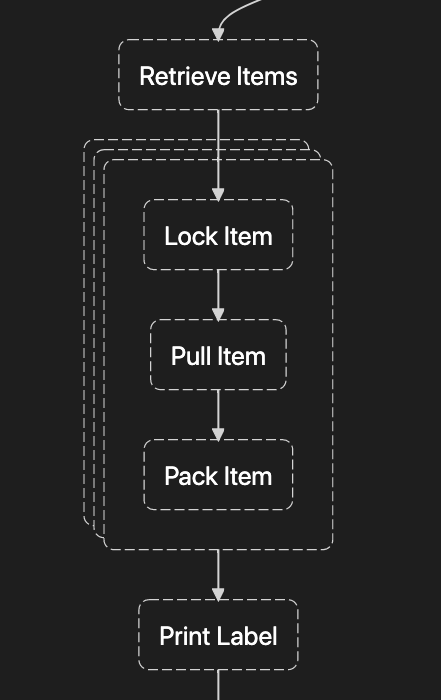 Retrieve Items
Lock Item
Pull Item
Pack Item
Print Label